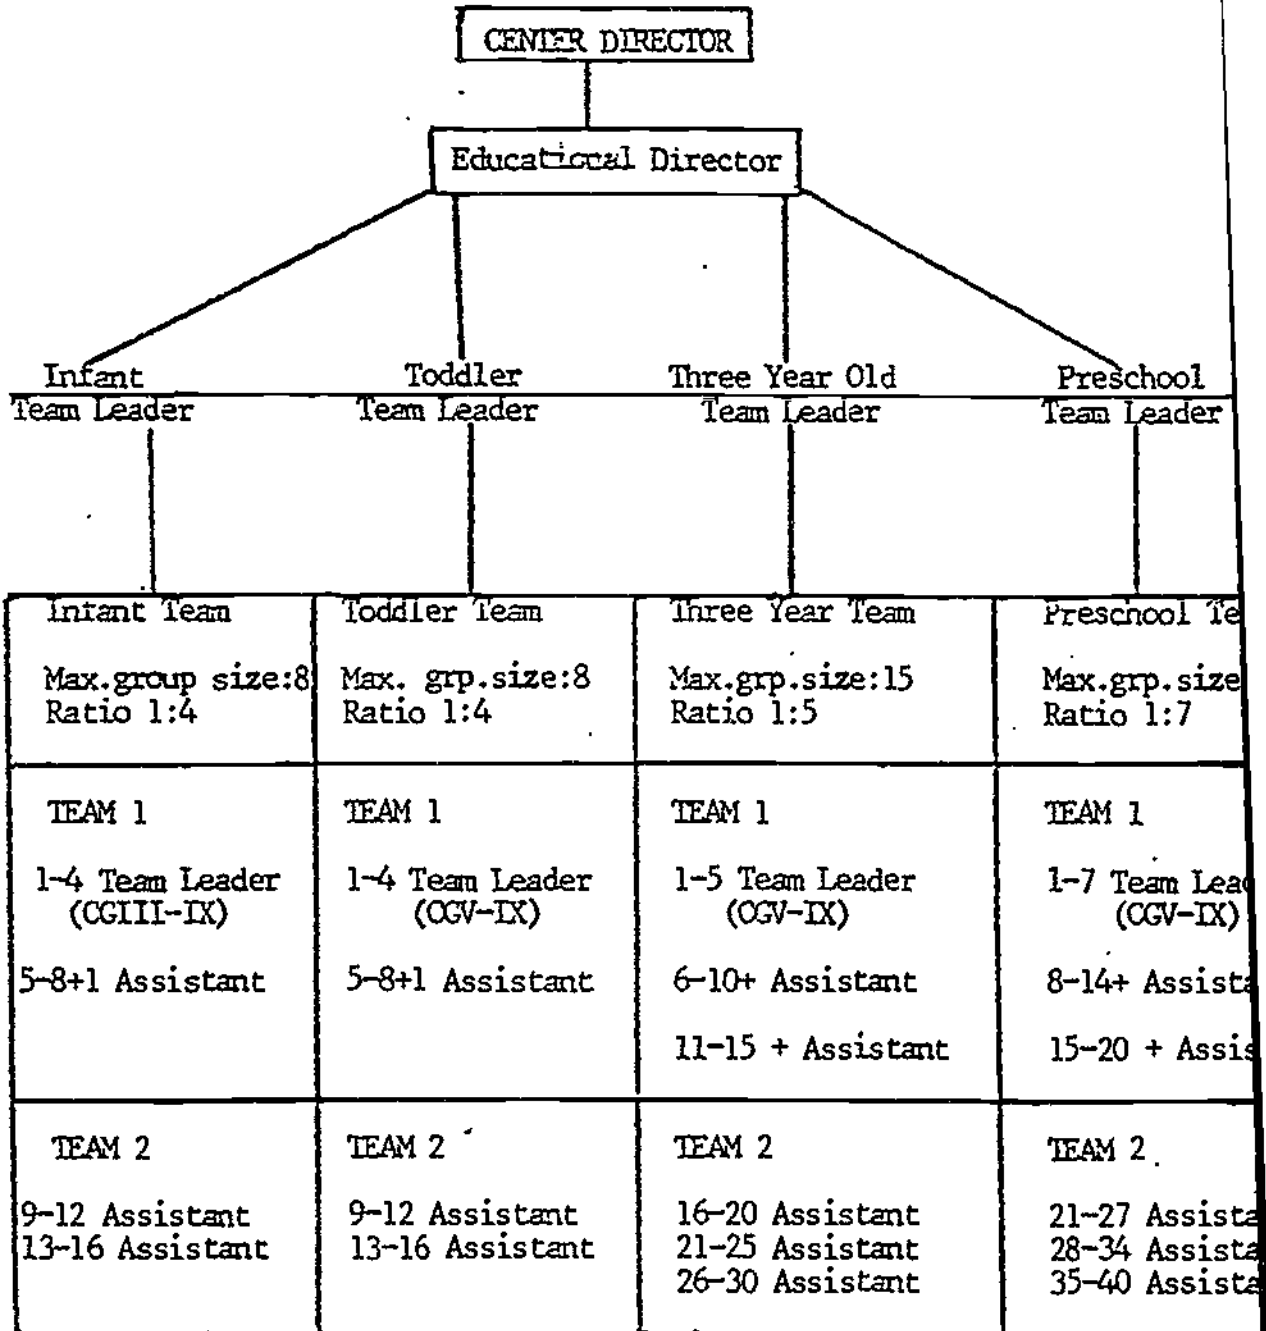 CENTER DIRECTOR
Educational Director
Infant Toddler Three Year Old Preschool
Team Leader Team Leader Team Leader Team Leader
Infant Team Toddler Team Three Year Team Preschool Te
Max.group size:8 Max. grp.size:8 Max.grp.size:15 Max.grp.size
Ratio 1:4 Ratio 1:4 Ratio 1:5 Ratio 1:7
TEAM 1 TEAM 1 TEAM 1 TEAM 1
1-4 Team Leader 1-4 Team Leader 1-5 Team Leader 1-7 Team Lead
(CGIII-IX) (CGV-IX) (CGV-IX) (CGV-IX)
5-8+1 Assistant 5-8+1 Assistant 6-10+ Assistant 8-14+ Assista
11-15 + Assistant 15-20 + Assis
TEAM 2 TEAM 2 TEAM 2 TEAM 2
9-12 Assistant 9-12 Assistant 16-20 Assistant 21-27 Assista
13-16 Assistant 13-16 Assistant 21-25 Assistant 28-34 Assista
26-30 Assistant 35-40 Assista